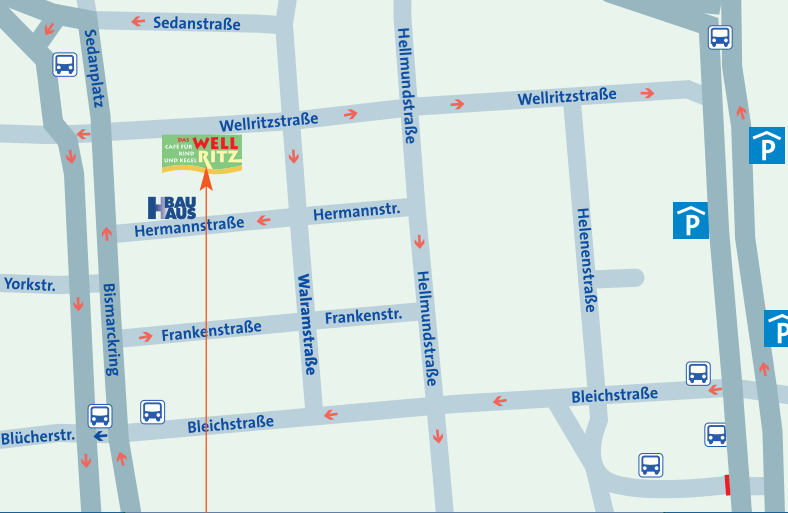 Sedanstraße
Sedanplatz
Hellmundstraße
Wellritzstraße
Wellritzstraße
DAS
CAFÉ FÜR
KIND
UND KEGEL
WELL
RITZ
P
BAU
HAUS
Hermannstraße
Hermannstr.
P
Helenenstraße
Yorkstr.
Bismarckring
Walramstraße
Hellmundstraße
Frankenstraße
Frankenstr.
P
Bleichstraße
Bleichstraße
Blücherstr.